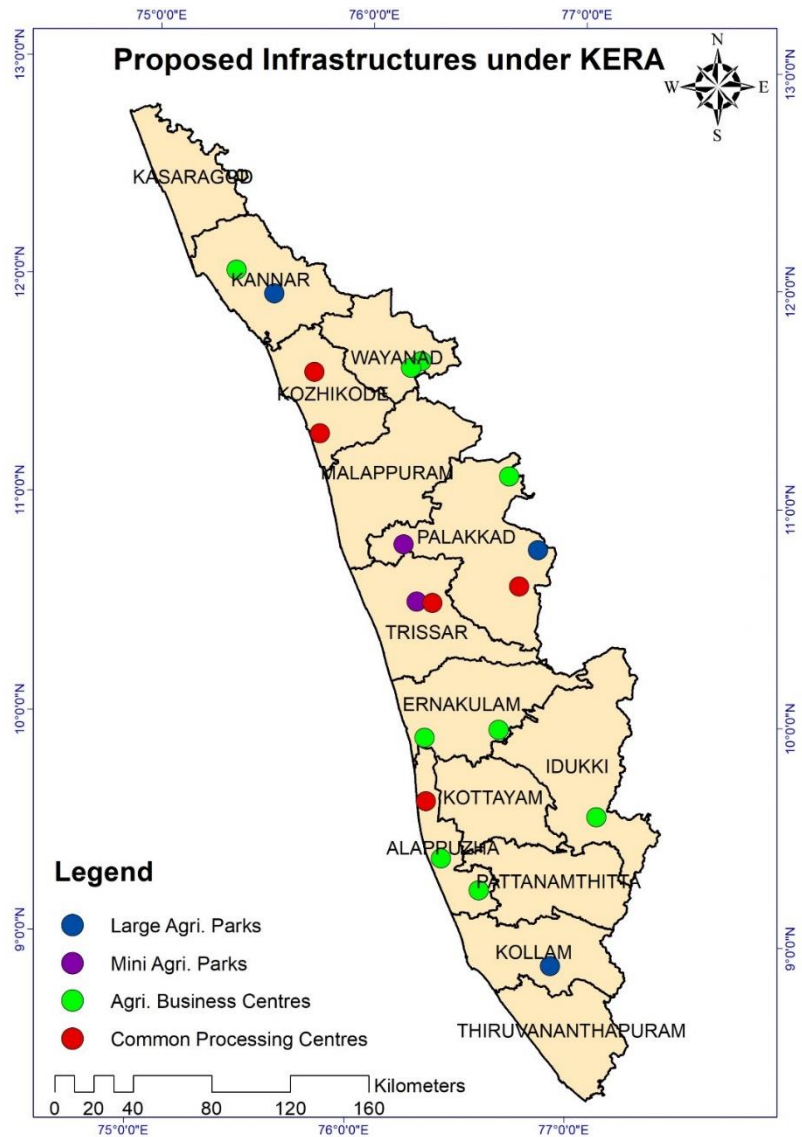 75°0'0"E 76°0'0"E 77°0'0"E
Proposed Infrastructures under KERA
N
W E
S
13°0'0"N 13°0'0"N
KASARAGOD
12°0'0"N 12°0'0"N
KANNAR
WAYANAD
KOZHIKODE
MALAPPURAM
11°0'0"N 11°0'0"N
PALAKKAD
TRISSAR
ERNAKULAM
10°0'0"N 10°0'0"N
IDUKKI
KOTTAYAM
ALAPPUZHA
PATTANAMTHITTA
9°0'0"N 9°0'0"N
KOLLAM
THIRUVANANTHAPURAM
Legend
Large Agri. Parks
Mini Agri. Parks
Agri. Business Centres
Common Processing Centres
Kilometers
0 20 40 80 120 160
75°0'0"E 76°0'0"E 77°0'0"E